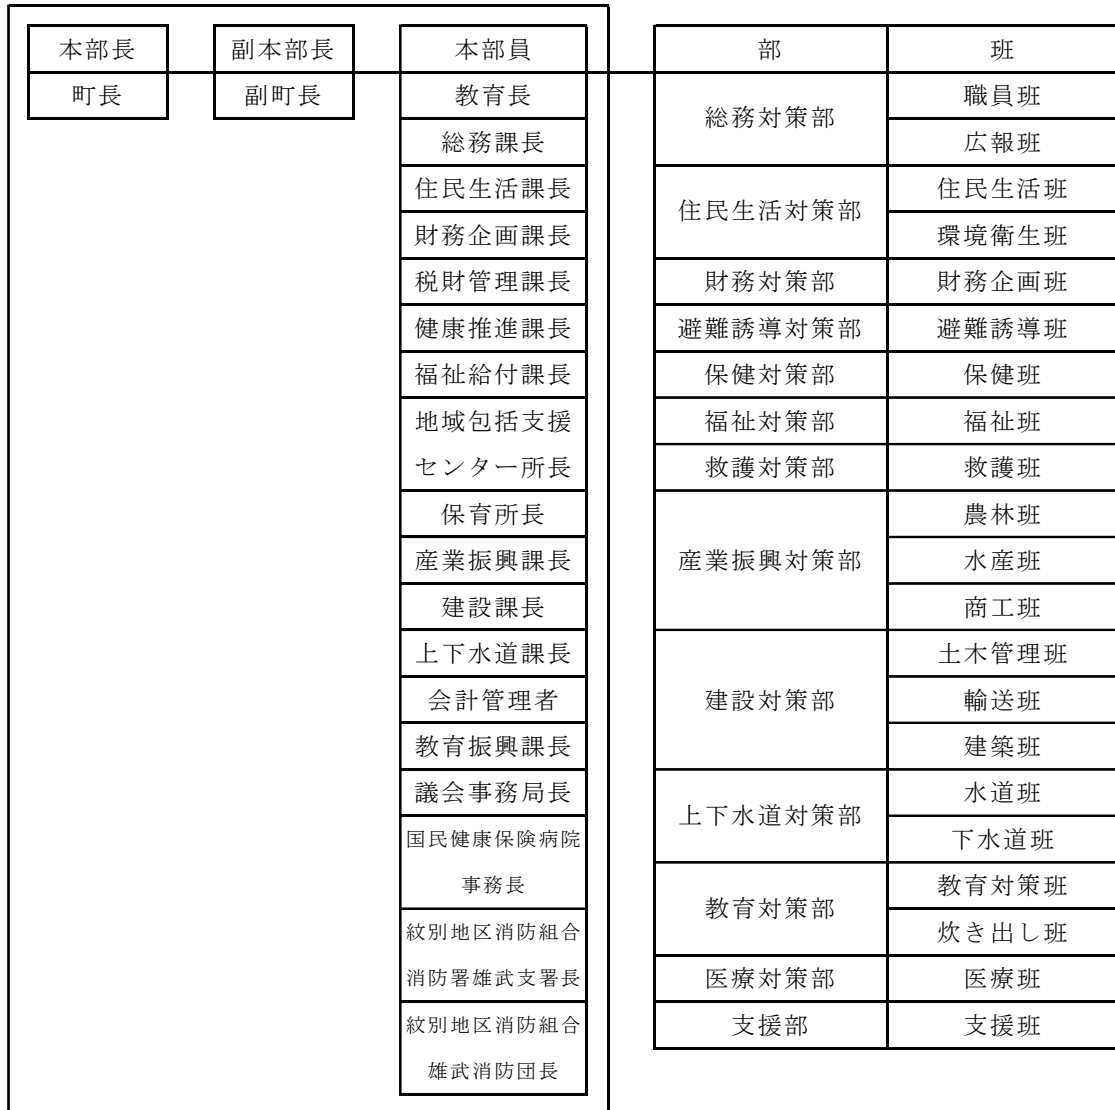 本部長
町長
副本部長
副町長
本部員
教育長
総務課長
住民生活課長
財務企画課長
税財管理課長
健康推進課長
福祉給付課長
地域包括支援
センター所長
保育所長
産業振興課長
建設課長
上下水道課長
会計管理者
教育振興課長
議会事務局長
国民健康保険病院
事務長
紋別地区消防組合
消防署雄武支署長
紋別地区消防組合
雄武消防団長
部 班
総務対策部 職員班
広報班
住民生活対策部 住民生活班
環境衛生班
財務対策部 財務企画班
避難誘導対策部 避難誘導班
保健対策部 保健班
福祉対策部 福祉班
救護対策部 救護班
産業振興対策部 農林班
水産班
商工班
建設対策部 土木管理班
輸送班
建築班
上下水道対策部 水道班
下水道班
教育対策部 教育対策班
炊き出し班
医療対策部 医療班
支援部 支援班